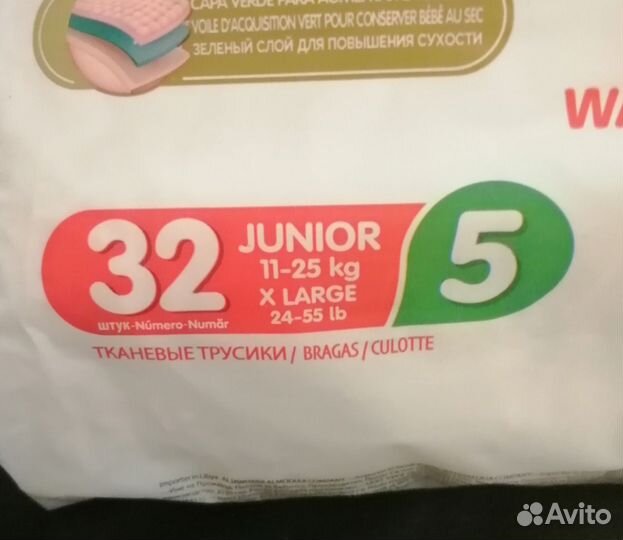 CAPA VERDE PARA
VOILE D'ACQUISITION VERT POUR CONSERVER BÉBÉ AU SEC
ЗЕЛЕНЫЙ СЛОЙ ДЛЯ ПОВЫШЕНИЯ СУХОСТИ
WA
32
штук-Número-Număr
JUNIOR
11-25 kg
X LARGE
24-55 lb
5
ТКАНЕВЫЕ ТРУСИКИ / BRAGAS / CULOTTE
Avito